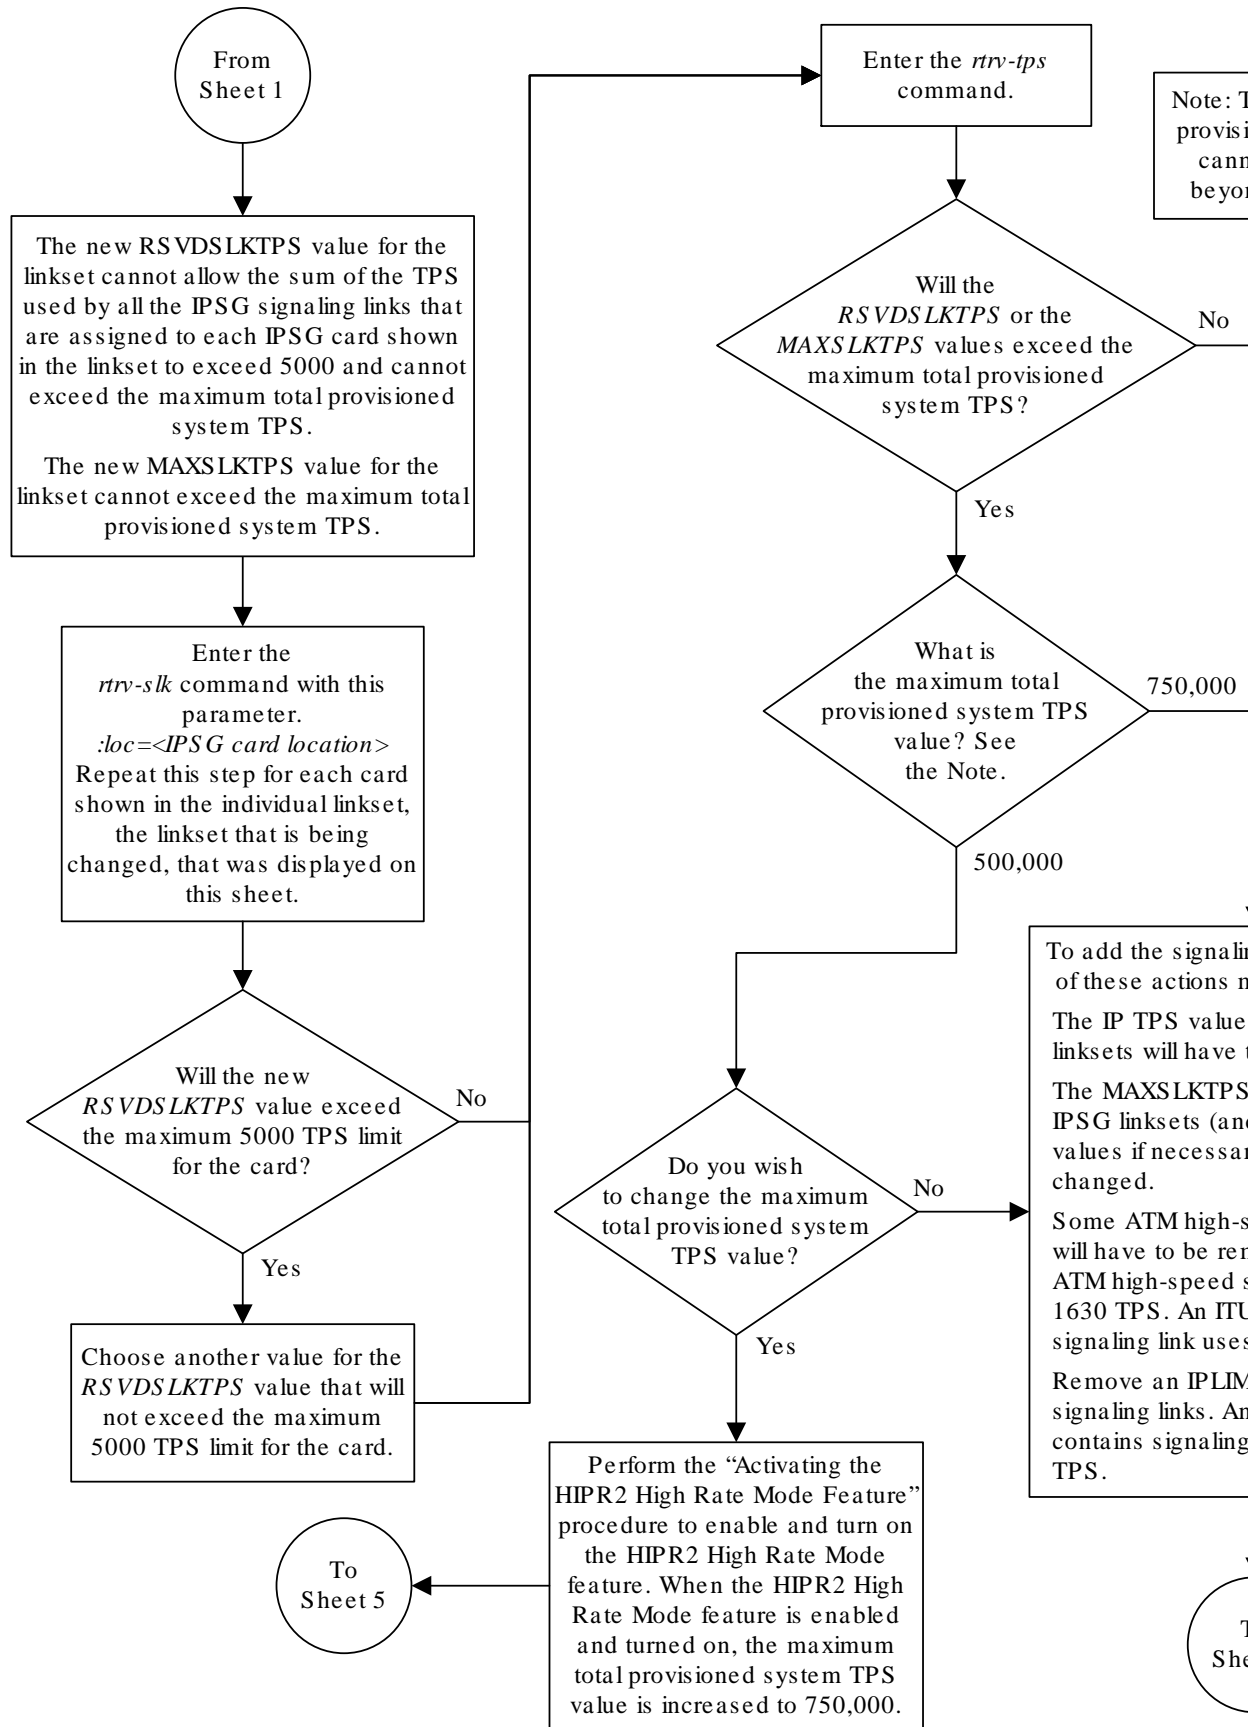 From
Sheet 1
The new RSVDSLKTPS value for the
linkset cannot allow the sum of the TPS
used by all the IPSG signaling links that
are assigned to each IPSG card shown
in the linkset to exceed 5000 and cannot
exceed the maximum total provisioned
system TPS.
The new MAXSLKTPS value for the
linkset cannot exceed the maximum total
provisioned system TPS.
Enter the
rtrv-slk command with this
parameter.
:loc=<IPSG card location>
Repeat this step for each card
shown in the individual linkset,
the linkset that is being
changed, that was displayed on
this sheet.
Will the new
RSVDSLKTPS value exceed
the maximum 5000 TPS limit
for the card?
No
Yes
Choose another value for the
RSVDSLKTPS value that will
not exceed the maximum
5000 TPS limit for the card.
Enter the rtrv-tps
command.
Note:
Will the
RSVDSLKTPS or the
MAXSLKTPS values exceed the
maximum total provisioned
system TPS?
No
Yes
What is
the maximum total
provisioned system TPS
value? See
the Note.
750,000
500,000
Do you wish
to change the maximum
total provisioned system
TPS value?
No
Yes
Perform the “Activating the
HIPR2 High Rate Mode Feature”
procedure to enable and turn on
the HIPR2 High Rate Mode
feature. When the HIPR2 High
Rate Mode feature is enabled
and turned on, the maximum
total provisioned system TPS
value is increased to 750,000.
To
Sheet 5
To add the
of these actions
The IP TPS value
linksets will have
The MAXSLKTPS
IPSG linksets
values if
changed.
Some ATM
will have to be
ATM high-speed
1630 TPS. An
signaling link
Remove an
signaling links.
contains signaling
TPS.